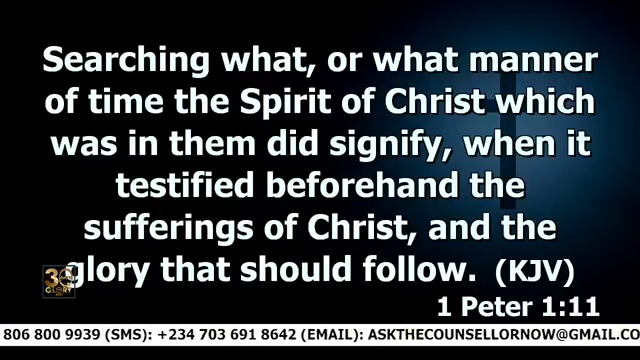 Searching what, or what manner
of time the Spirit of Christ which
was in them did signify, when it
testified beforehand the
sufferings of Christ, and the
glory that should follow. (KJV)
1 Peter 1:11
30
GLORY
806 800 9939 (SMS): +234 703 691 8642 (EMAIL): ASKTHECOUNSELLORNOW@GMAIL.CO